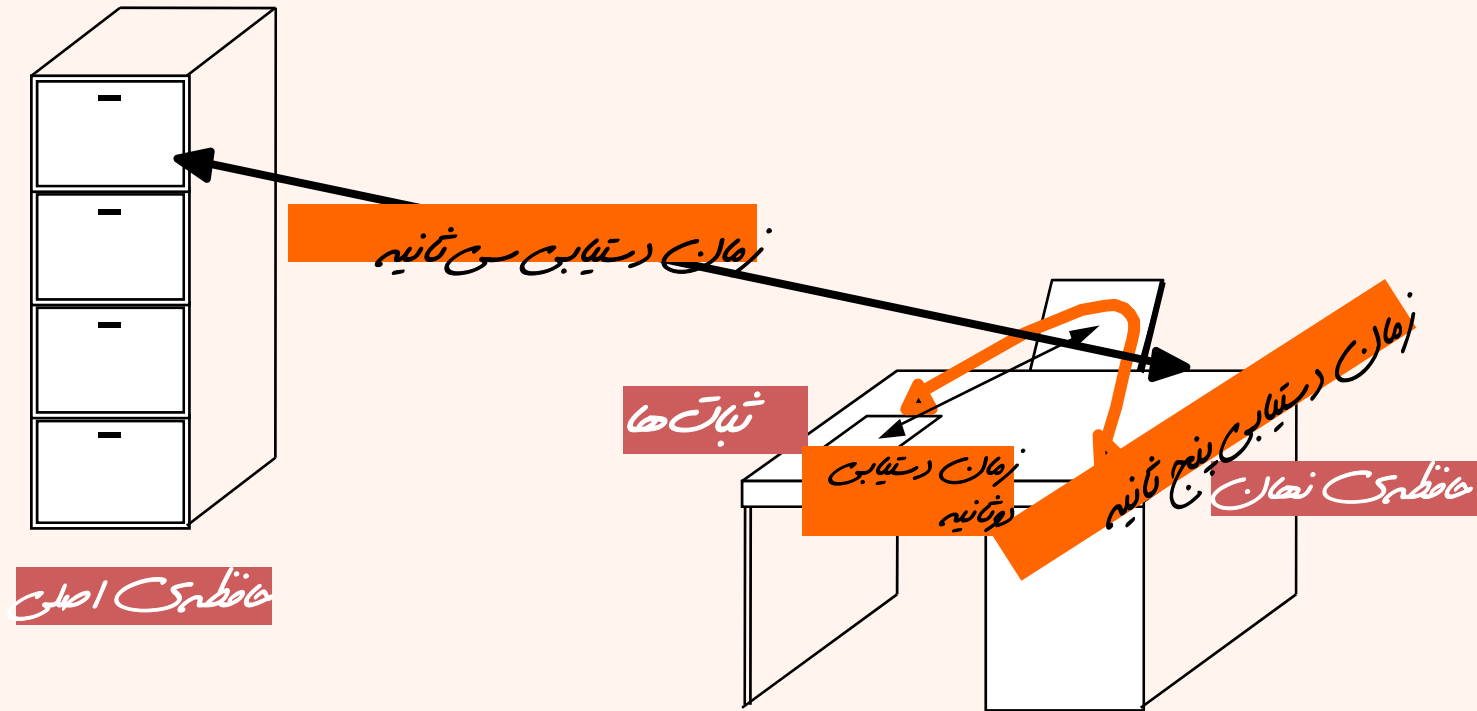 زمان دستیابی سی ثانیه
زمان دستیابی پنج ثانیه
ثبات‌ها
زمان دستیابی
دو ثانیه
حافظه‌ی نهان
حافظه‌ی اصلی